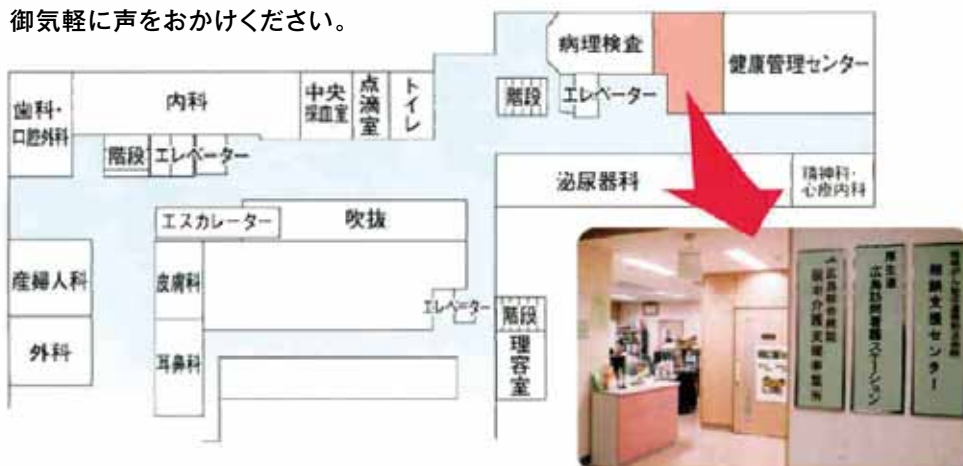 御気軽に声をおかけください。
病理検査
健康管理センター
階段
エレベーター
歯科・
口腔外科
内科
中央
採血室
点滴室
トイレ
階段
エレベーター
泌尿器科
精神科・
心療内科
エスカレーター
吹抜
産婦人科
皮膚科
エレベーター
階段
外科
耳鼻科
理容室
居宅介護支援事業所
厚生連
広島訪問看護ステーション
相談支援センター